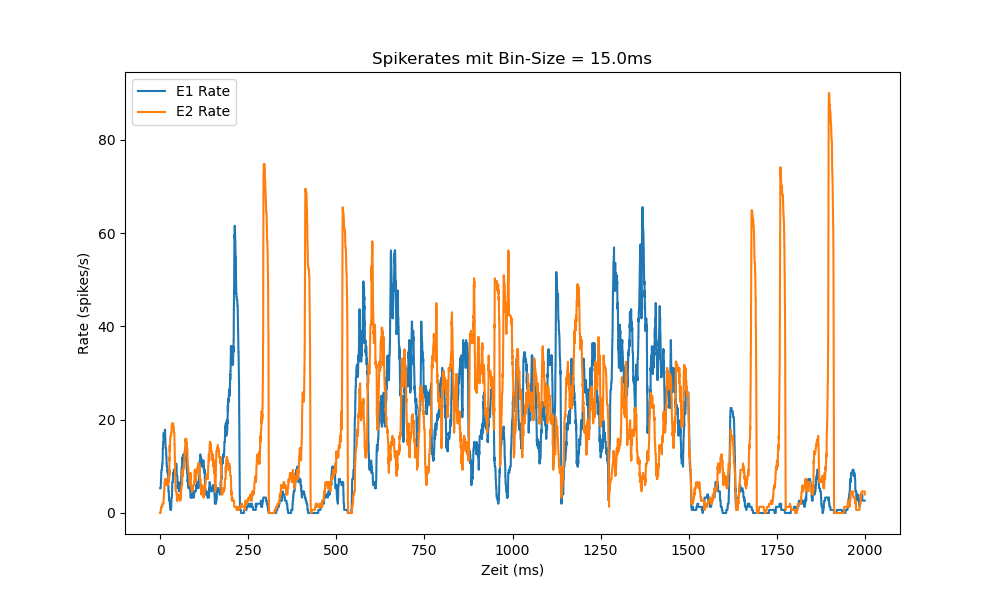 Spikerates mit Bin-Size = 15.0ms
E1 Rate
E2 Rate
80
60
40
20
0
Rate (spikes/s)
0 250 500 750 1000 1250 1500 1750 2000
Zeit (ms)